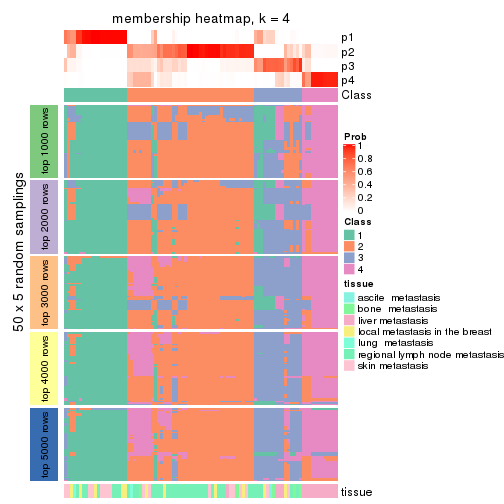 membership heatmap, k = 4
p1
p2
p3
p4
Class
50 x 5 random samplings
top 1000 rows
top 2000 rows
top 3000 rows
top 4000 rows
top 5000 rows
Prob
1
0.8
0.6
0.4
0.2
0
Class
1
2
3
4
tissue
ascite metastasis
bone metastasis
liver metastasis
local metastasis in the breast
lung metastasis
regional lymph node metastasis
skin metastasis
tissue